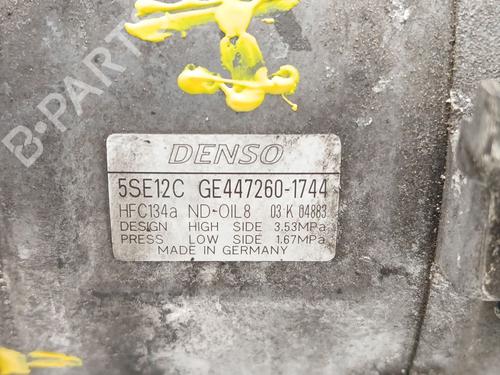 B-PARTS
DENSO
5SE12C GE447260-1744
HFC134a ND-OIL8 03 K 04883
DESIGN HIGH SIDE 3.53MPa
PRESS LOW SIDE 1.67MPa
MADE IN GERMANY